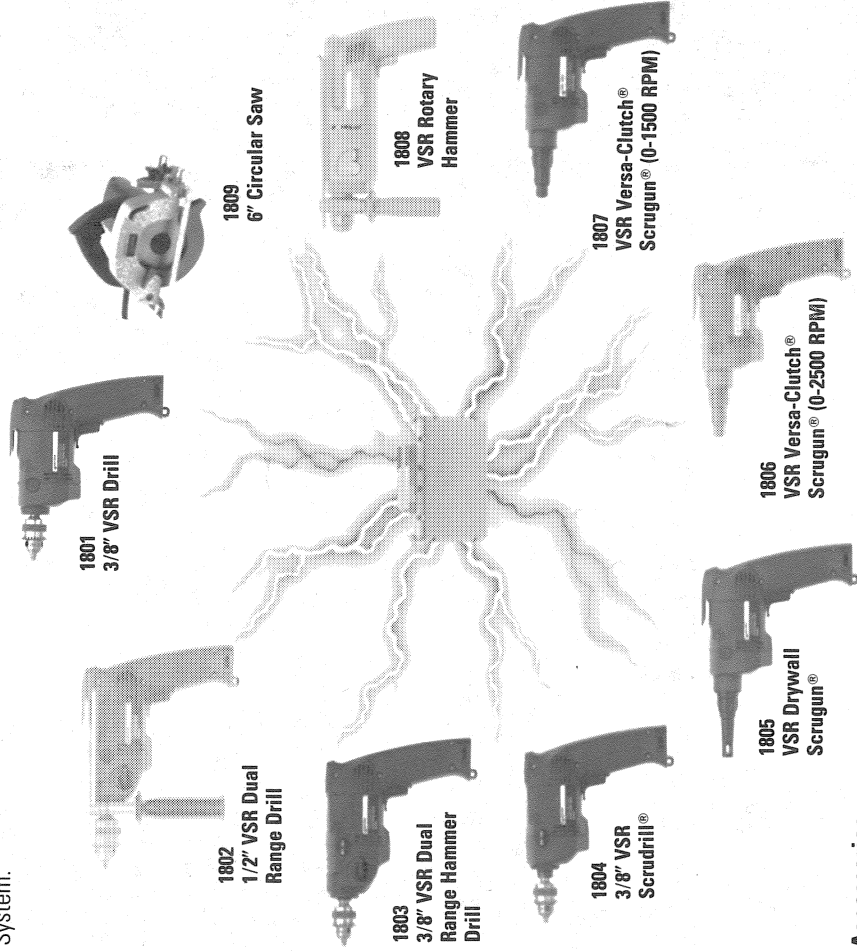 System.
1801
3/8" VSR Drill
1809
6" Circular Saw
1802
1/2" VSR Dual
Range Drill
1808
VSR Rotary
Hammer
1803
3/8" VSR Dual
Range Hammer
Drill
1807
VSR Versa-Clutch®
Scrugun® (0-1500 RPM)
1804
3/8" VSR
Scrudrill®
1806
VSR Versa-Clutch®
Scrugun® (0-2500 RPM)
1805
VSR Drywall
Scrugun®